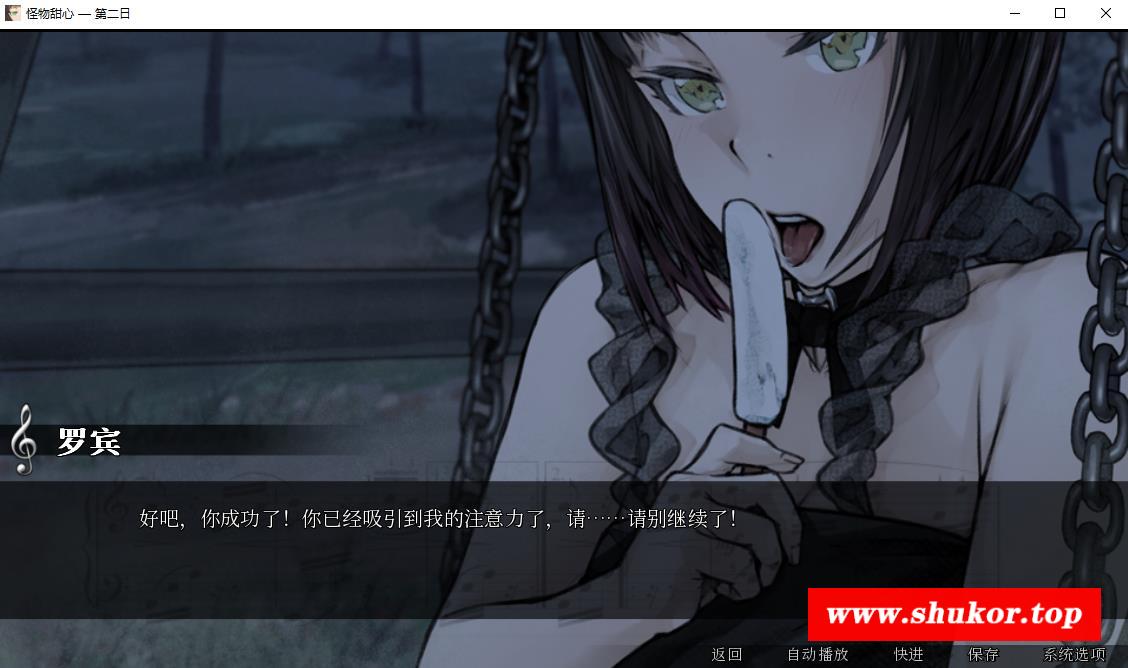 怪物甜心 — 第二日
罗宾
好吧，你成功了！你已经吸引到我的注意力了，请……请别继续了！
www.shukor.top
返回 自动播放 快进 保存 系统选项